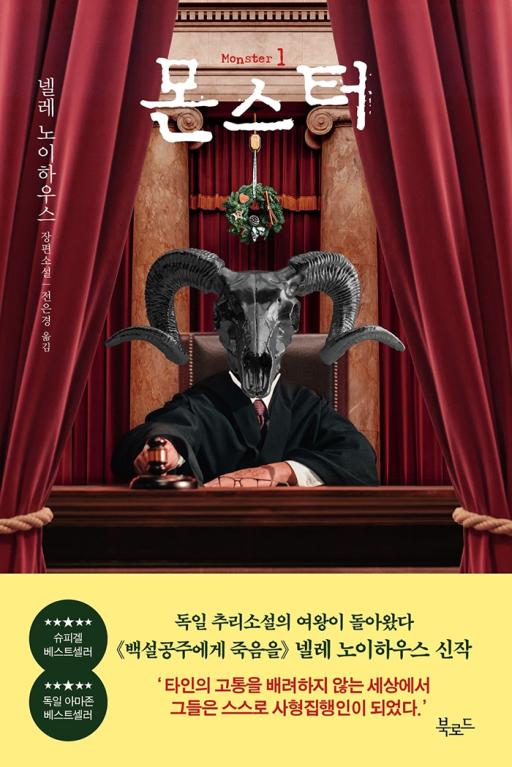 Monster 1
몬스터
넬레 노이하우스 장편소설 — 전은경 옮김
독일 추리소설의 여왕이 돌아왔다
《백설공주에게 죽음을》 넬레 노이하우스 신작
‘타인의 고통을 배려하지 않는 세상에서
그들은 스스로 사형집행인이 되었다.’
★★★★★
슈피겔
베스트셀러
★★★★★
독일 아마존
베스트셀러
북로드